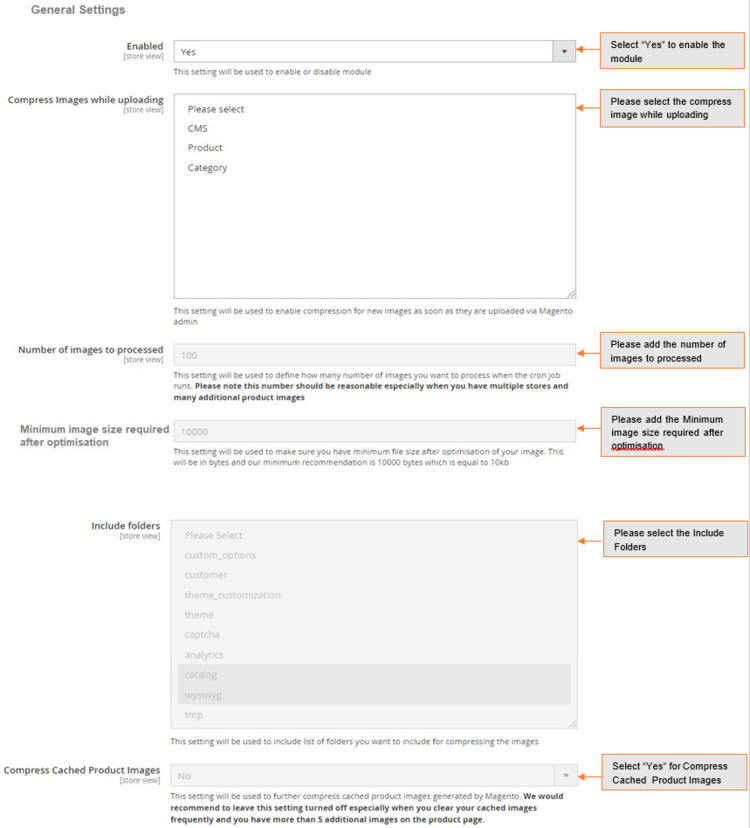 General Settings
Enabled
[store view]
Yes
Select “Yes” to enable the
module
This setting will be used to enable or disable module
Compress Images while uploading
[store view]
Please select
CMS
Product
Category
Please select the compress
image while uploading
This setting will be used to enable compression for new images as soon as they are uploaded via Magento
admin
Number of images to processed
[store view]
100
Please add the number of
images to processed
This setting will be used to define how many number of images you want to process when the cron job
runs. Please note this number should be reasonable especially when you have multiple stores and
many additional product images
Minimum image size required
after optimisation
10000
Please add the Minimum
image size required after
optimisation
This setting will be used to make sure you have minimum file size after optimisation of your image. This
will be in bytes and our minimum recommendation is 10000 bytes which is equal to 10kb
Include folders
[store view]
Please Select
custom_options
customer
theme_customization
theme
captcha
analytics
catalog
wysiwyg
tmp
Please select the Include
Folders
This setting will be used to include list of folders you want to include for compressing the images
Compress Cached Product Images
[store view]
No
Select “Yes” for Compress
Cached Product Images
This setting will be used to further compress cached product images generated by Magento. We would
recommend to leave this setting turned off especially when you clear your cached images
frequently and you have more than 5 additional images on the product page.